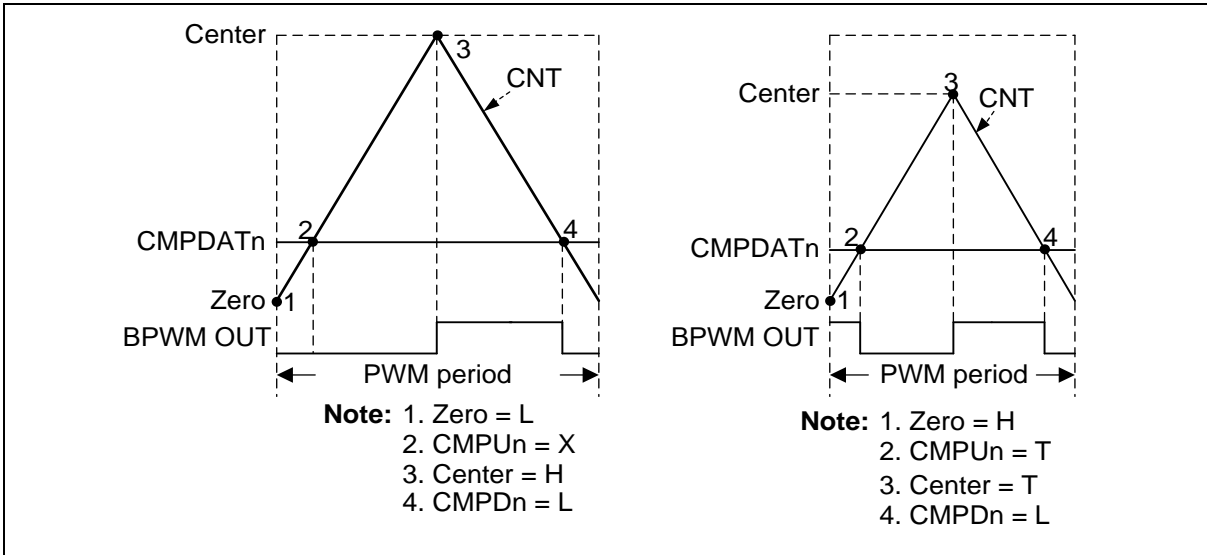 Center
3
CNT
2
4
CMPDATn
Zero
1
BPWM OUT
PWM period
Note: 1. Zero = L
2. CMPUn = X
3. Center = H
4. CMPDn = L
3
Center
CNT
2
4
CMPDATn
Zero
1
BPWM OUT
PWM period
Note: 1. Zero = H
2. CMPUn = T
3. Center = T
4. CMPDn = L